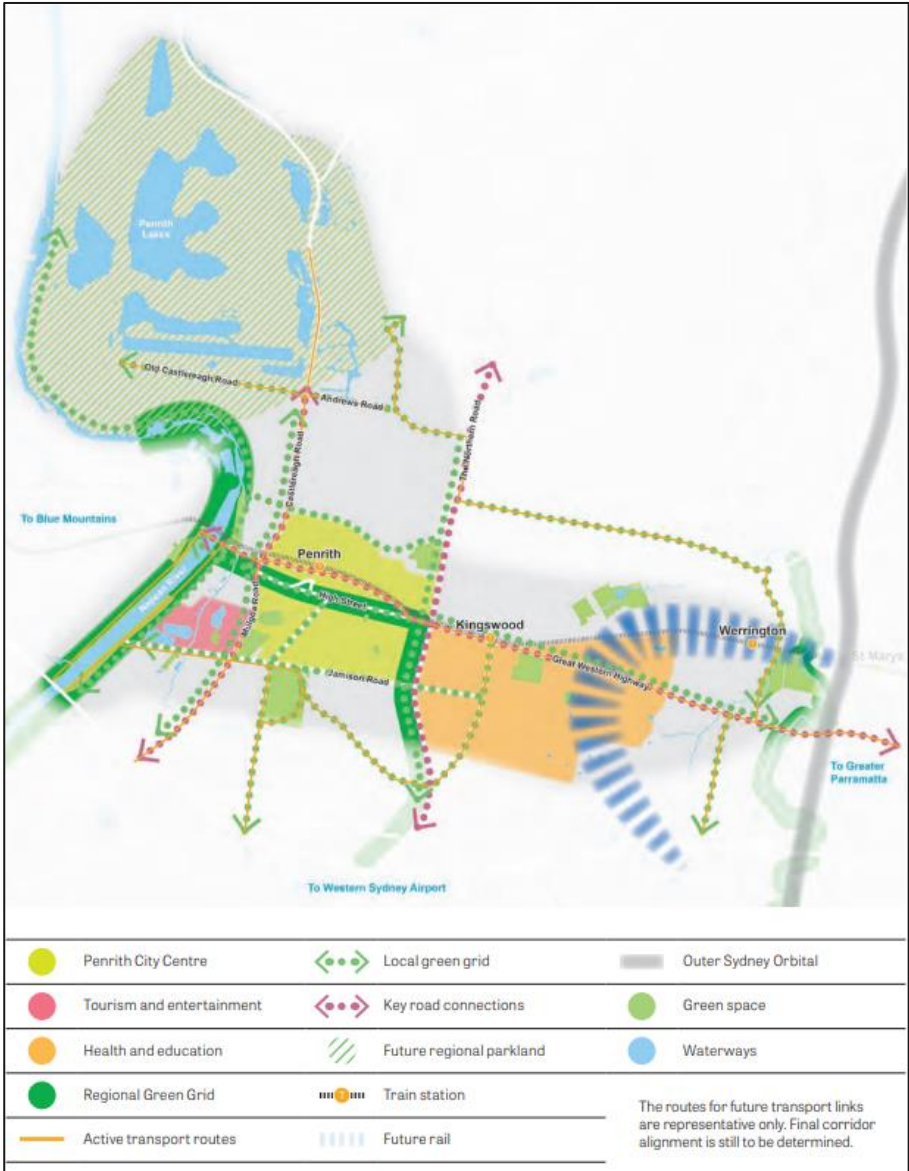 Penrith
Lakes
Old Castlereagh Road
Andrews Road
Castlereagh Road
The Northern Road
To Blue Mountains
Penrith
Nepean River
High Street
Mulgoa Road
Kingswood
Werrington
St Marys
Great Western Highway
Jamison Road
To Greater
Parramatta
To Western Sydney Airport
Penrith City Centre
Local green grid
Outer Sydney Orbital
Tourism and entertainment
Key road connections
Green space
Health and education
Future regional parkland
Waterways
Regional Green Grid
T
Train station
The routes for future transport links
are representative only. Final corridor
alignment is still to be determined.
Active transport routes
Future rail